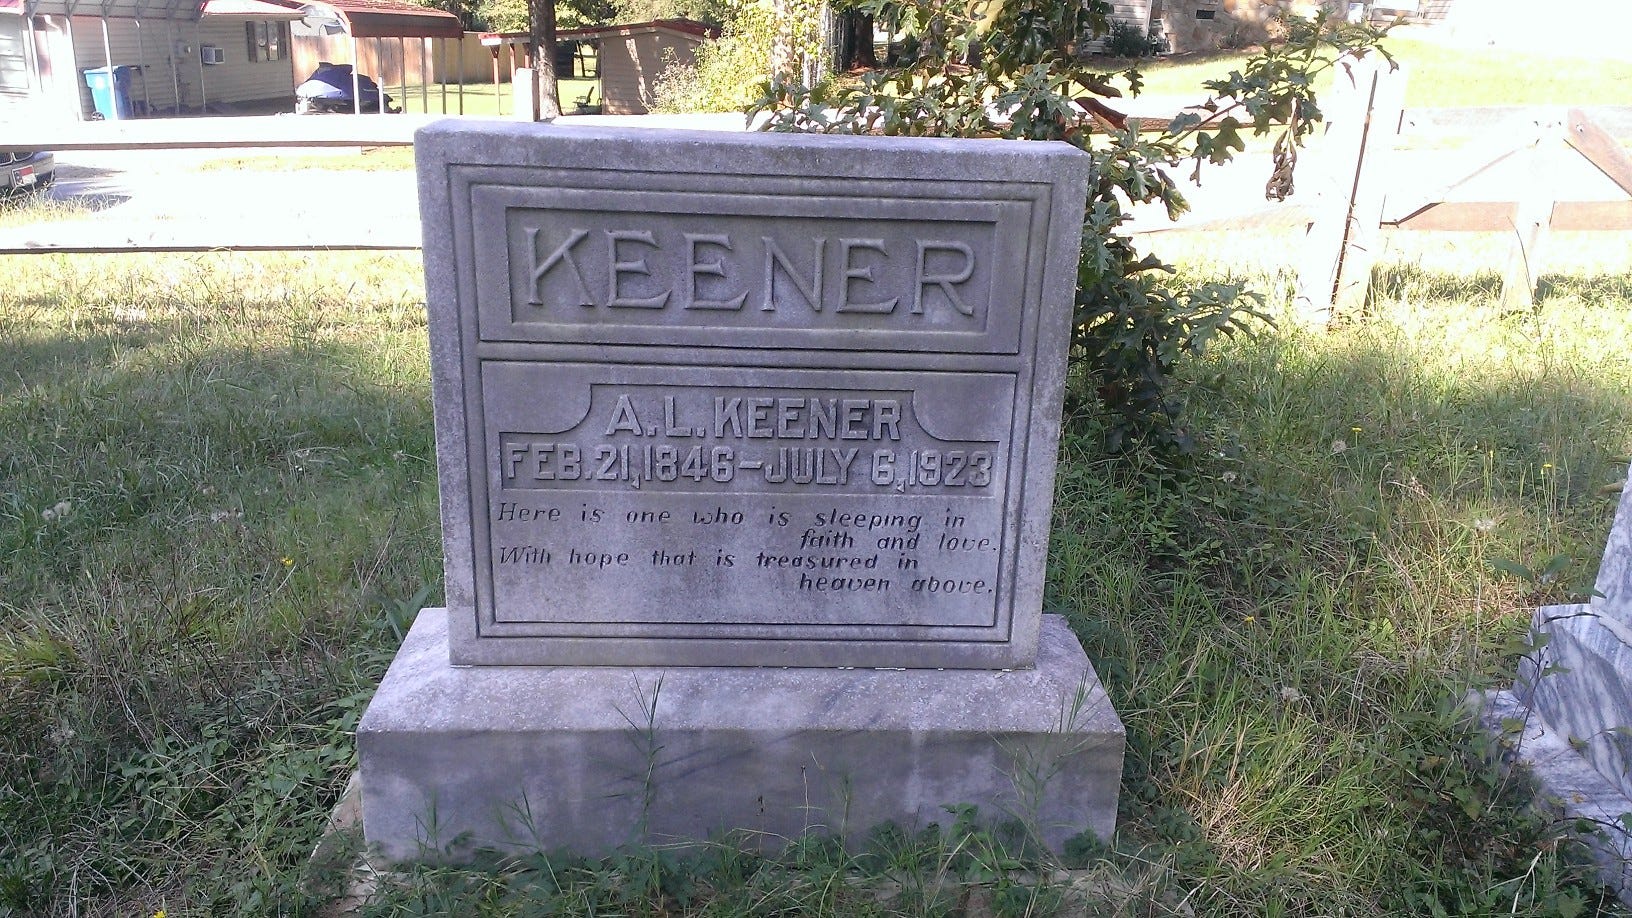 KEENER
A. L. KEENER
FEB. 21, 1846 – JULY 6, 1923
Here is one who is sleeping in
faith and love.
With hope that is treasured in
heaven above.